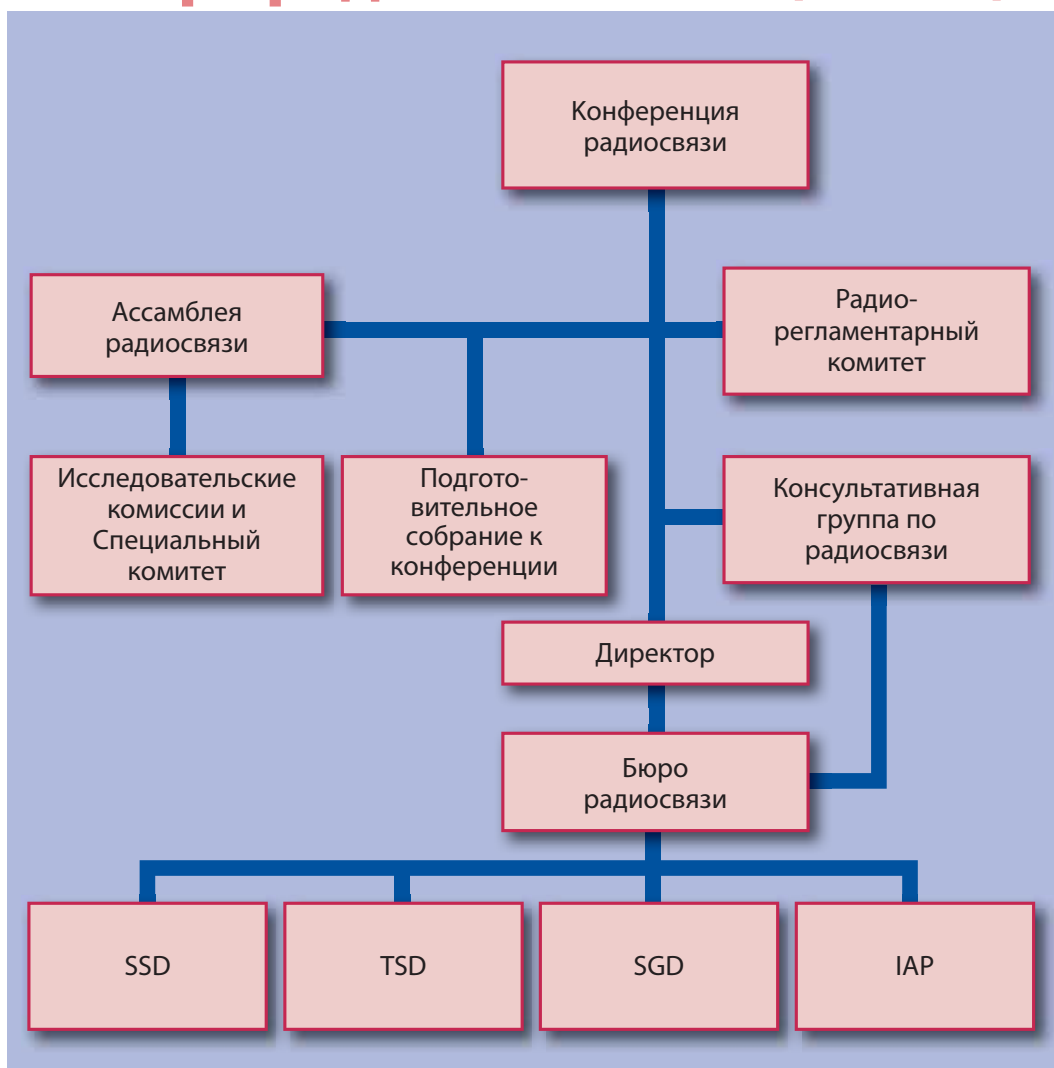 Конференция
радиосвязи
Ассамблея
радиосвязи
Радио-
регламентарный
комитет
Исследовательские
комиссии и
Специальный
комитет
Подгото-
вительное
собрание к
конференции
Консультативная
группа по
радиосвязи
Директор
Бюро
радиосвязи
SSD
TSD
SGD
IAP